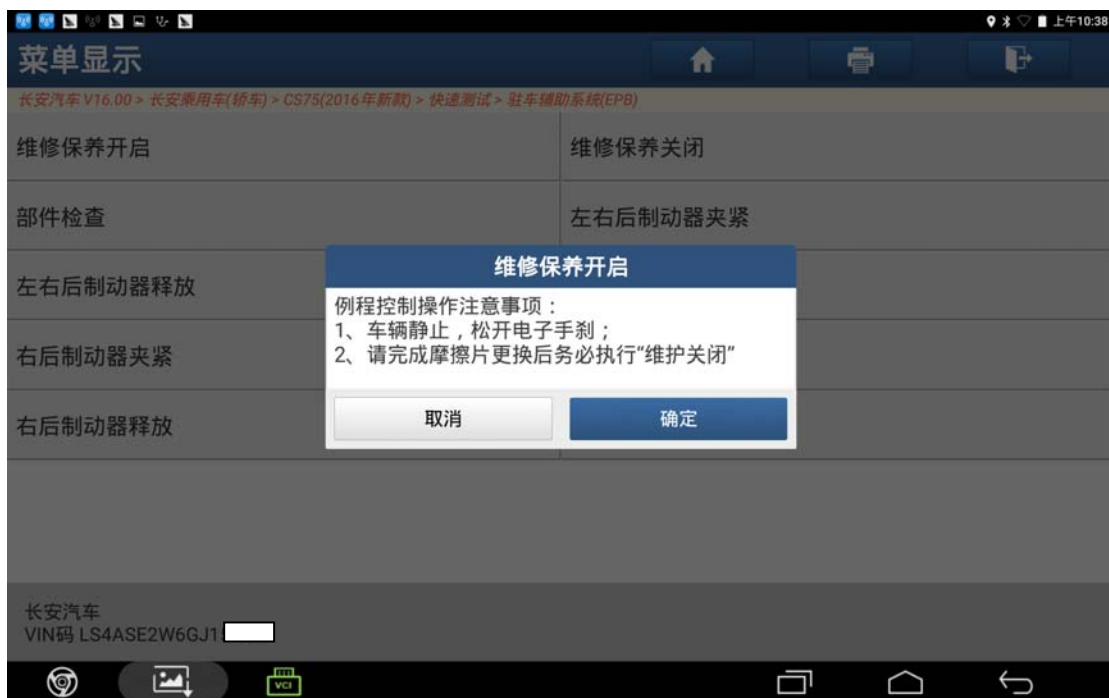 上午10:38
菜单显示
长安汽车 V16.00 > 长安乘用车(轿车) > CS75(2016年新款) > 快速测试 > 驻车辅助系统(EPB)
维修保养开启
维修保养关闭
部件检查
左右后制动器夹紧
左右后制动器释放
右后制动器夹紧
右后制动器释放
维修保养开启
例程控制操作注意事项：
1、车辆静止，松开电子手刹；
2、请完成摩擦片更换后务必执行“维护关闭”
取消
确定
长安汽车
VIN码 LS4ASE2W6GJ1
VCI